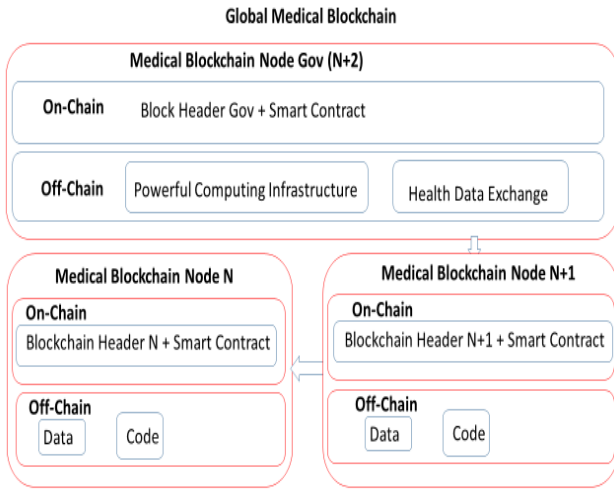 Global Medical Blockchain
Medical Blockchain Node Gov (N+2)
On-Chain
Block Header Gov + Smart Contract
Off-Chain
Powerful Computing Infrastructure
Health Data Exchange
Medical Blockchain Node N
On-Chain
Blockchain Header N + Smart Contract
Off-Chain
Data
Code
Medical Blockchain Node N+1
On-Chain
Blockchain Header N+1 + Smart Contract
Off-Chain
Data
Code